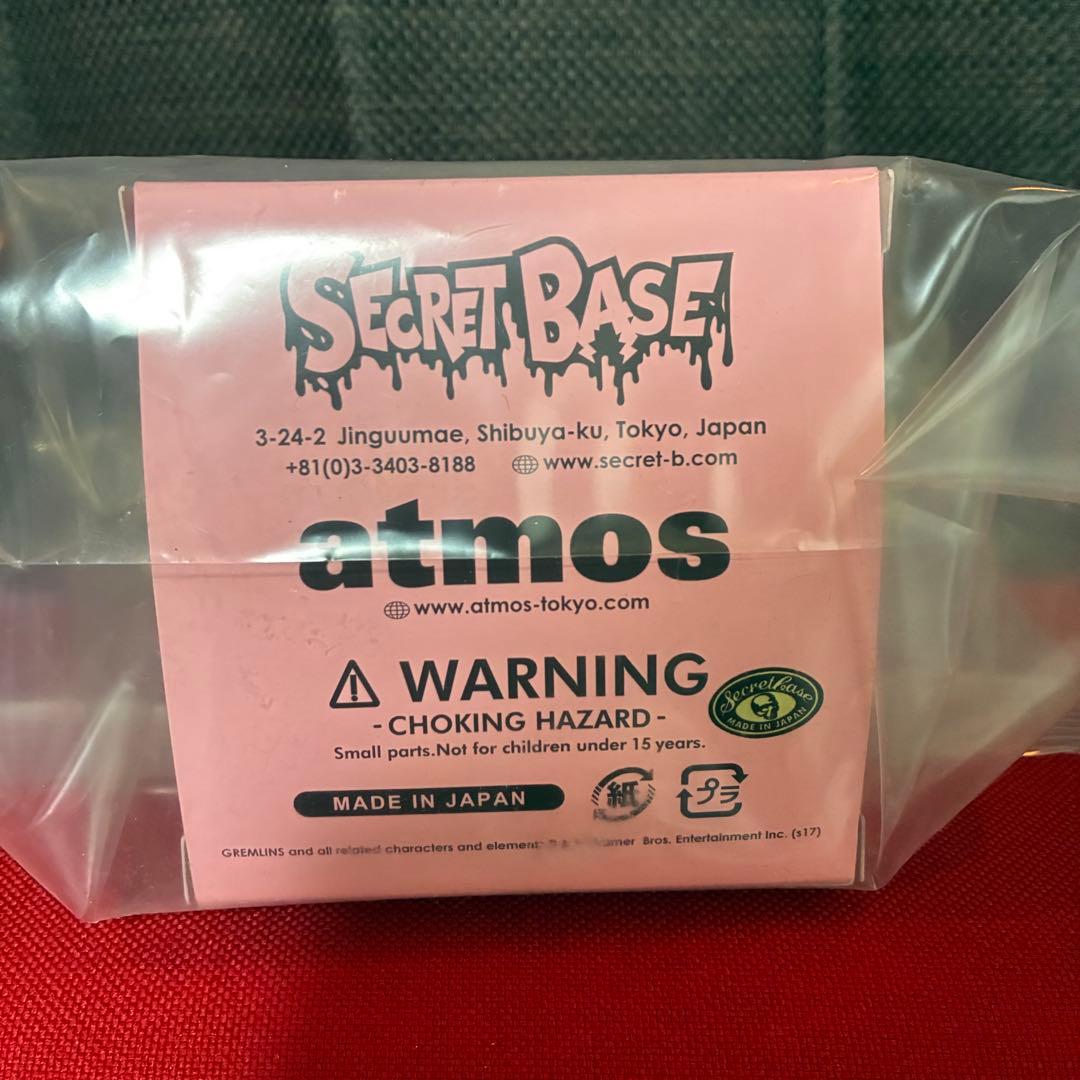 SECRET BASE
3-24-2 Jinguumae, Shibuya-ku, Tokyo, Japan
+81(0)3-3403-8188 www.secret-b.com
atmos
www.atmos-tokyo.com
WARNING
- CHOKING HAZARD -
Small parts.Not for children under 15 years.
Secretbase
MADE IN JAPAN
MADE IN JAPAN
紙
プラ
GREMLINS and all related characters and Bros. Entertainment Inc. (s17)